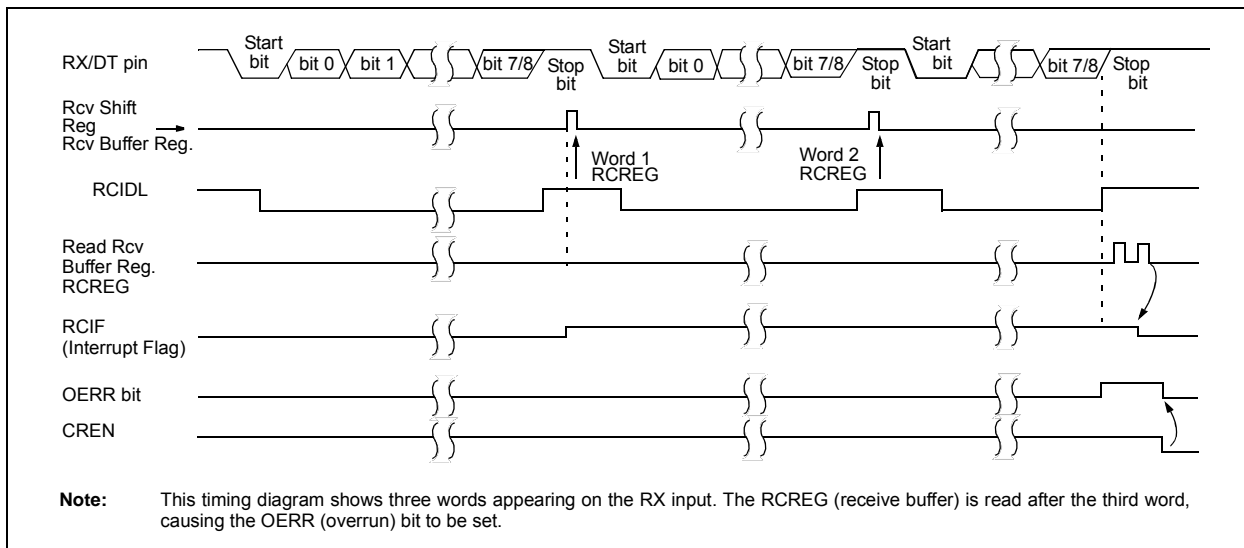 Start bit
bit 0
bit 1
bit 7/8
Stop bit
Start bit
bit 0
bit 7/8
Stop bit
Start bit
bit 7/8
Stop bit
RX/DT pin
Rcv Shift
Reg
Rcv Buffer Reg.
Word 1
RCREG
Word 2
RCREG
RCIDL
Read Rcv
Buffer Reg.
RCREG
RCIF
(Interrupt Flag)
OERR bit
CREN
Note: This timing diagram shows three words appearing on the RX input. The RCREG (receive buffer) is read after the third word,
causing the OERR (overrun) bit to be set.